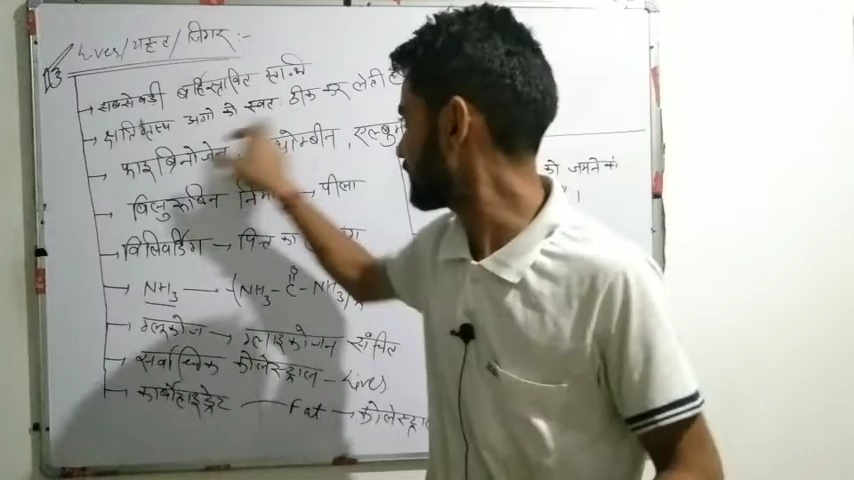 Liver/यकृत/जिगर :-
सबसे बड़ी बहिस्त्रावित
क्षतिग्रस्त अंगो को स्वत ठीक कर लेती
फाइब्रिनोजेन, थ्रोम्बीन, एल्बुमि
बिलुरुबिन → पीला
बिलिवर्डिन → पित्त का
NH3 → (NH3-C-NH3)
ग्लूकोज → ग्लाइकोजन संचित
सर्वाधिक कोलेस्ट्राल - Liver
कार्बोहाइड्रेट — Fat → कोलेस्ट्राल
को जमने के